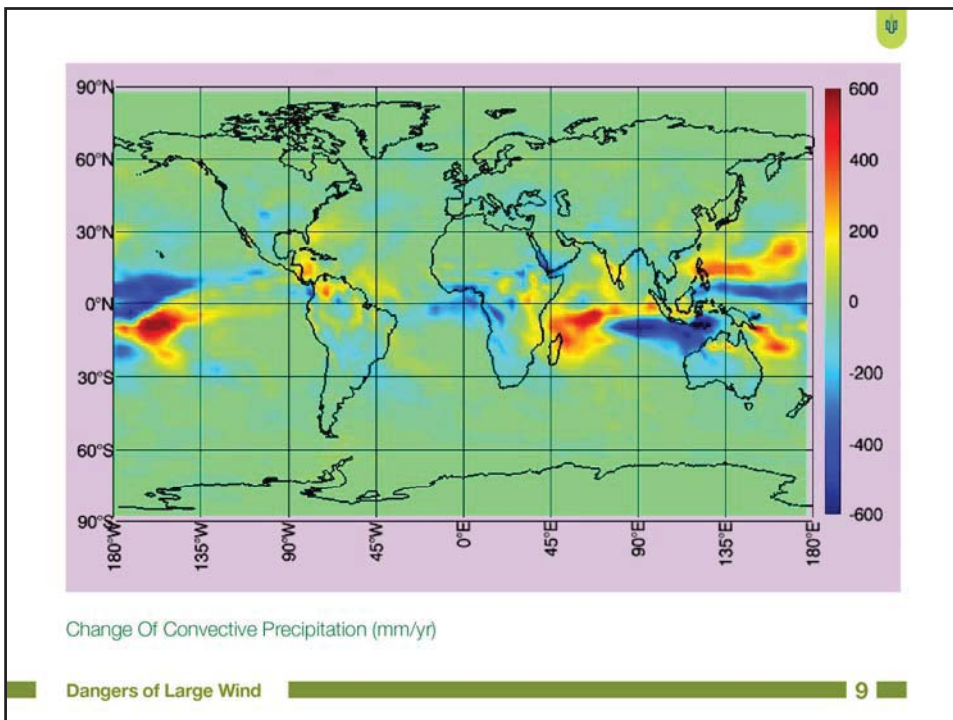 90°N
60°N
30°N
0°N
30°S
60°S
90°S
180°W
135°W
90°W
45°W
0°E
45°E
90°E
135°E
180°E
600
400
200
0
-200
-400
-600
Change Of Convective Precipitation (mm/yr)
Dangers of Large Wind
9